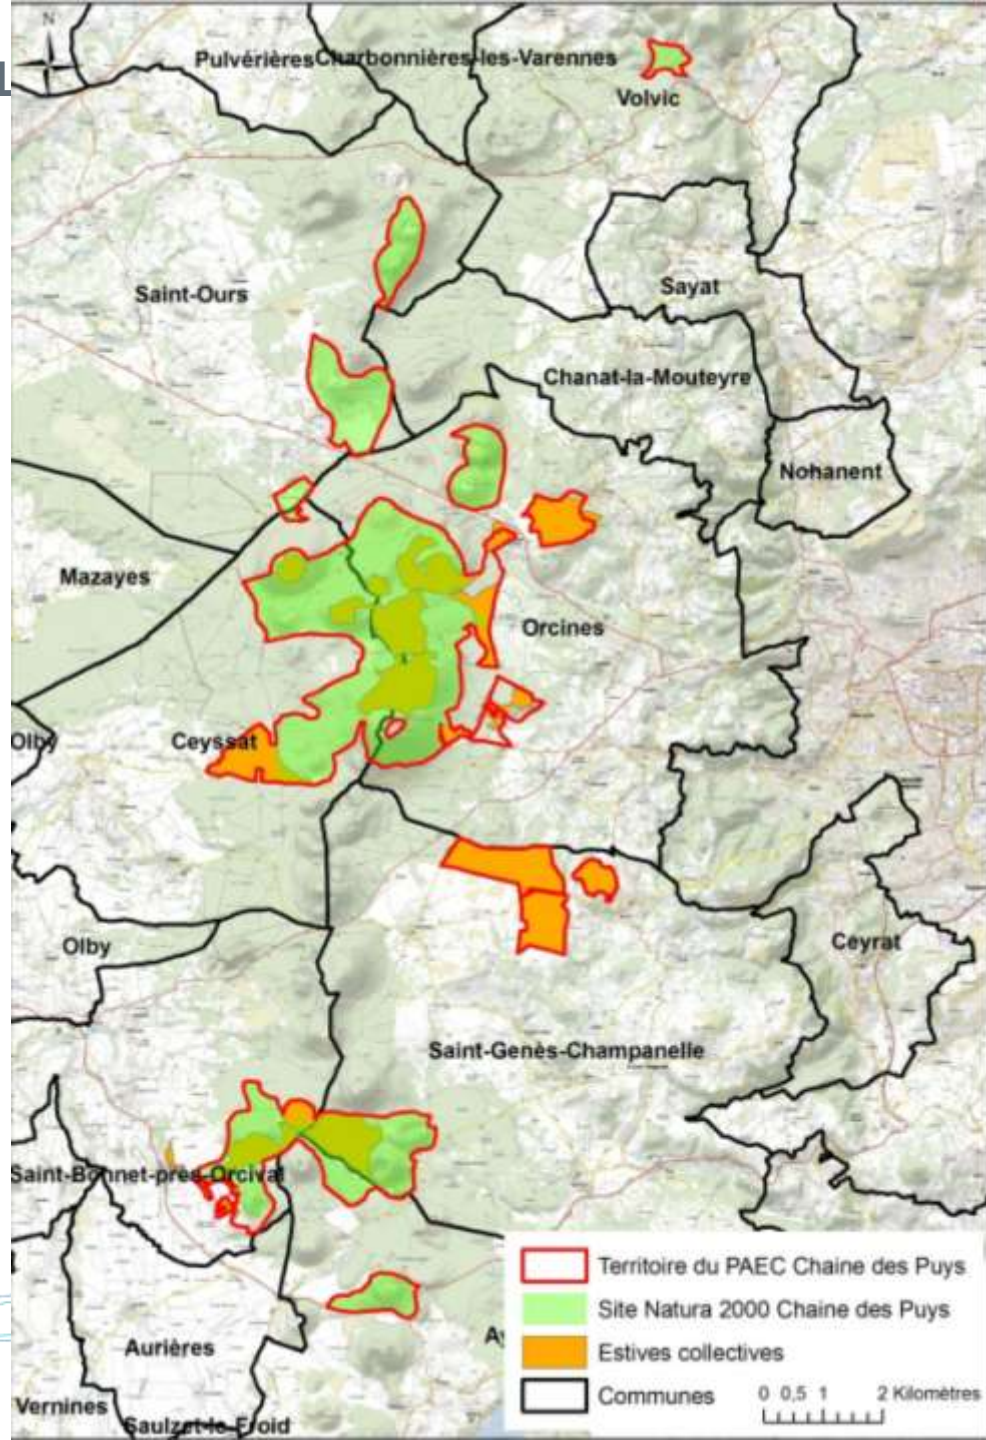 N
L
PulvérièresCharbonnières-les-Varennes
Volvic
Saint-Ours
Sayat
Chanat-la-Mouteyre
Nohanent
Mazayes
Orcines
Olby
Ceyssat
Olby
Ceyrat
Saint-Genès-Champanelle
Saint-Bonnet-près-Orcival
Territoire du PAEC Chaine des Puys
Site Natura 2000 Chaine des Puys
Aurières
Ay
Estives collectives
Vernines
Communes
0 0,5 1 2 Kilomètres
Saulzet-le-Froid